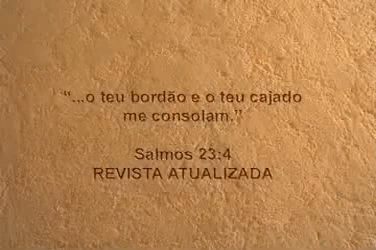 “...o teu bordão e o teu cajado
me consolam.”
Salmos 23:4
REVISTA ATUALIZADA